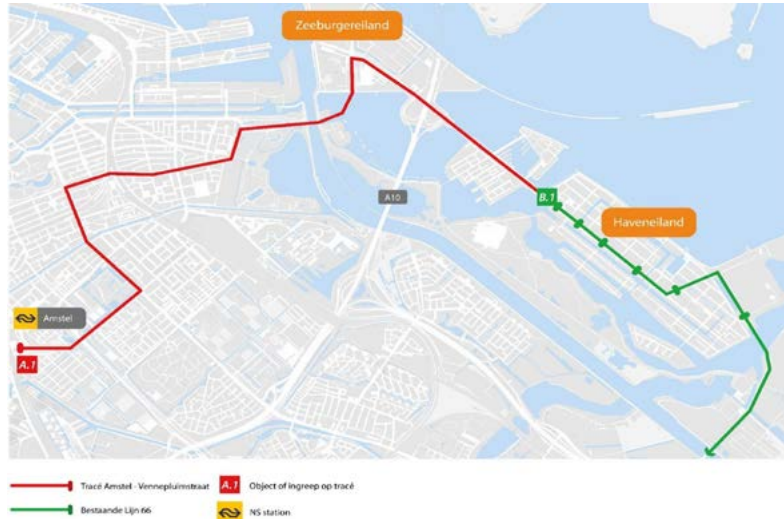 Zeeburgereiland
A10
B.1
Haveneiland
Amstel
A.1
Tracé Amstel - Vennepluimstraat
A.1 Object of ingreep op tracé
Bestaande Lijn 66
NS station